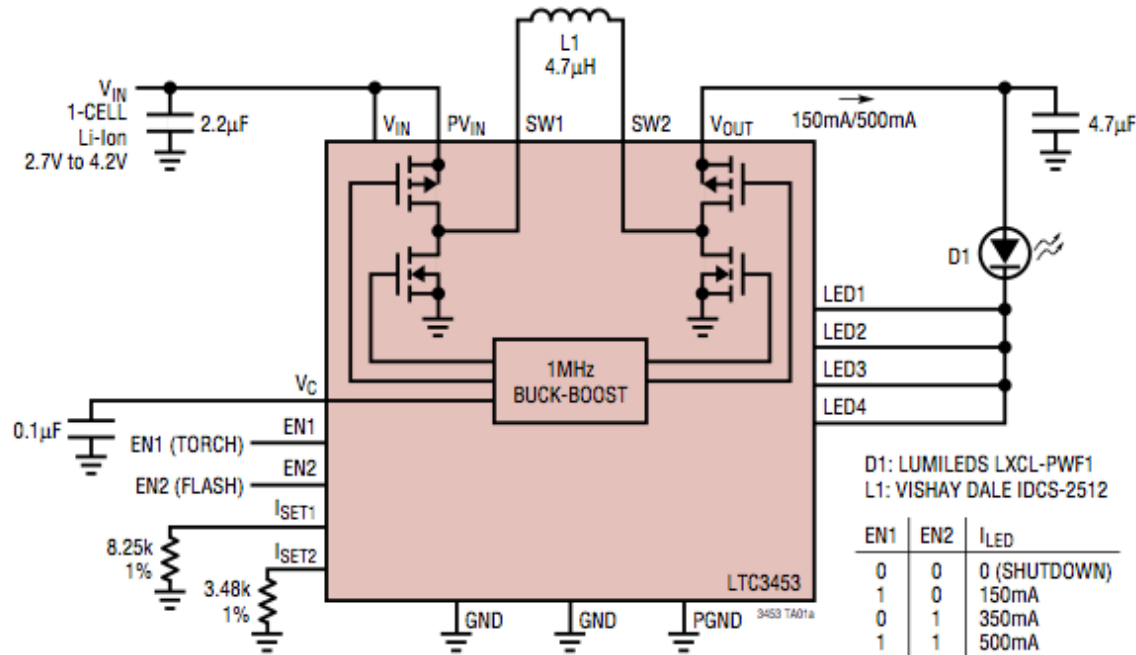 L1
4.7µH
VIN
1-CELL
Li-Ion
2.7V to 4.2V
2.2µF
VIN
PVIN
SW1
SW2
VOUT
150mA/500mA
4.7µF
D1
LED1
LED2
LED3
LED4
1MHz
BUCK-BOOST
VC
0.1µF
EN1 (TORCH)
EN1
EN2 (FLASH)
EN2
ISET1
8.25k
1%
ISET2
3.48k
1%
LTC3453
GND
GND
PGND
3453 TA01a
D1: LUMILEDS LXCL-PWF1
L1: VISHAY DALE IDCS-2512
EN1 EN2 ILED
0 0 0 (SHUTDOWN)
1 0 150mA
0 1 350mA
1 1 500mA